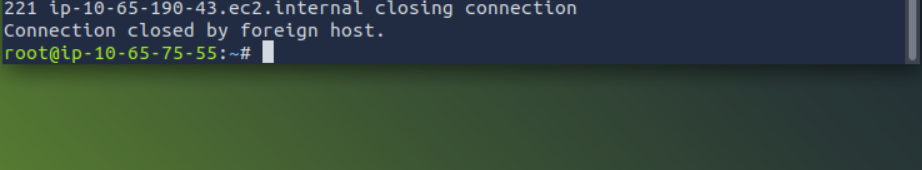 221 ip-10-65-190-43.ec2.internal closing connection
Connection closed by foreign host.
root@ip-10-65-75-55:~#